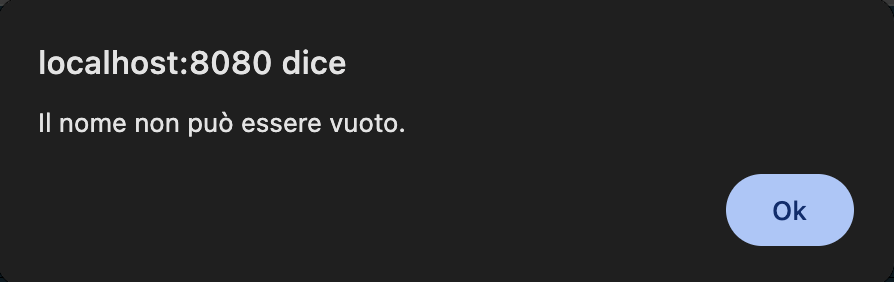 localhost:8080 dice
Il nome non può essere vuoto.
Ok